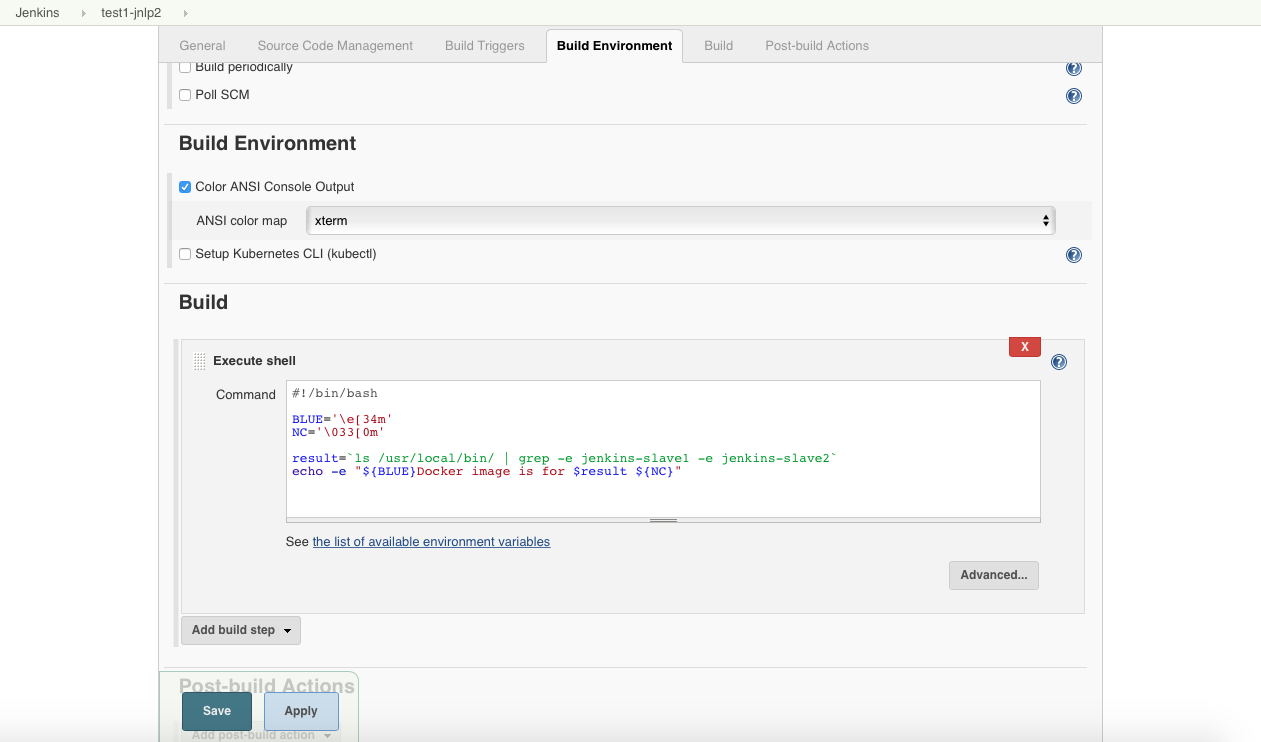 Jenkins test1-jnlp2
General Source Code Management Build Triggers Build Environment Build Post-build Actions
Build periodically
Poll SCM
Build Environment
Color ANSI Console Output
ANSI color map xterm
Setup Kubernetes CLI (kubectl)
Build
X
Execute shell
Command
#!/bin/bash
BLUE='\e[34m'
NC='\033[0m'
result=`ls /usr/local/bin/ | grep -e jenkins-slave1 -e jenkins-slave2`
echo -e "${BLUE}Docker image is for $result ${NC}"
See the list of available environment variables
Advanced...
Add build step
Post-build Actions
Save Apply
Add post-build action